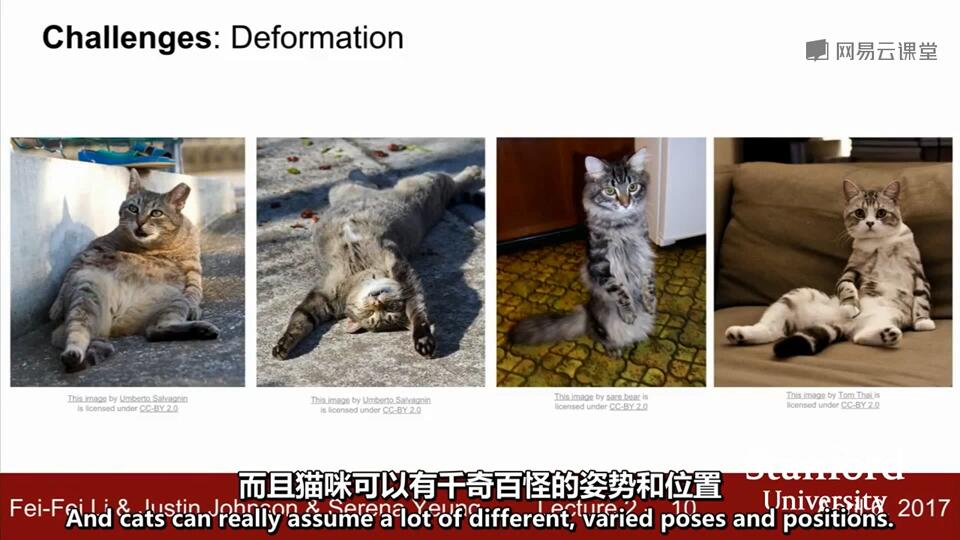 Challenges: Deformation
网易云课堂
This image by Umberto Salvagnin
is licensed under CC-BY 2.0
This image by Umberto Salvagnin
is licensed under CC-BY 2.0
This image by sare bear is
licensed under CC-BY 2.0
This image by Tom Thai is
licensed under CC-BY 2.0
而且猫咪可以有千奇百怪的姿势和位置
Stanford
University
Fei-Fei Li & Justin Johnson & Serena Yeung Lecture 2 10 2017
And cats can really assume a lot of different, varied poses and positions.